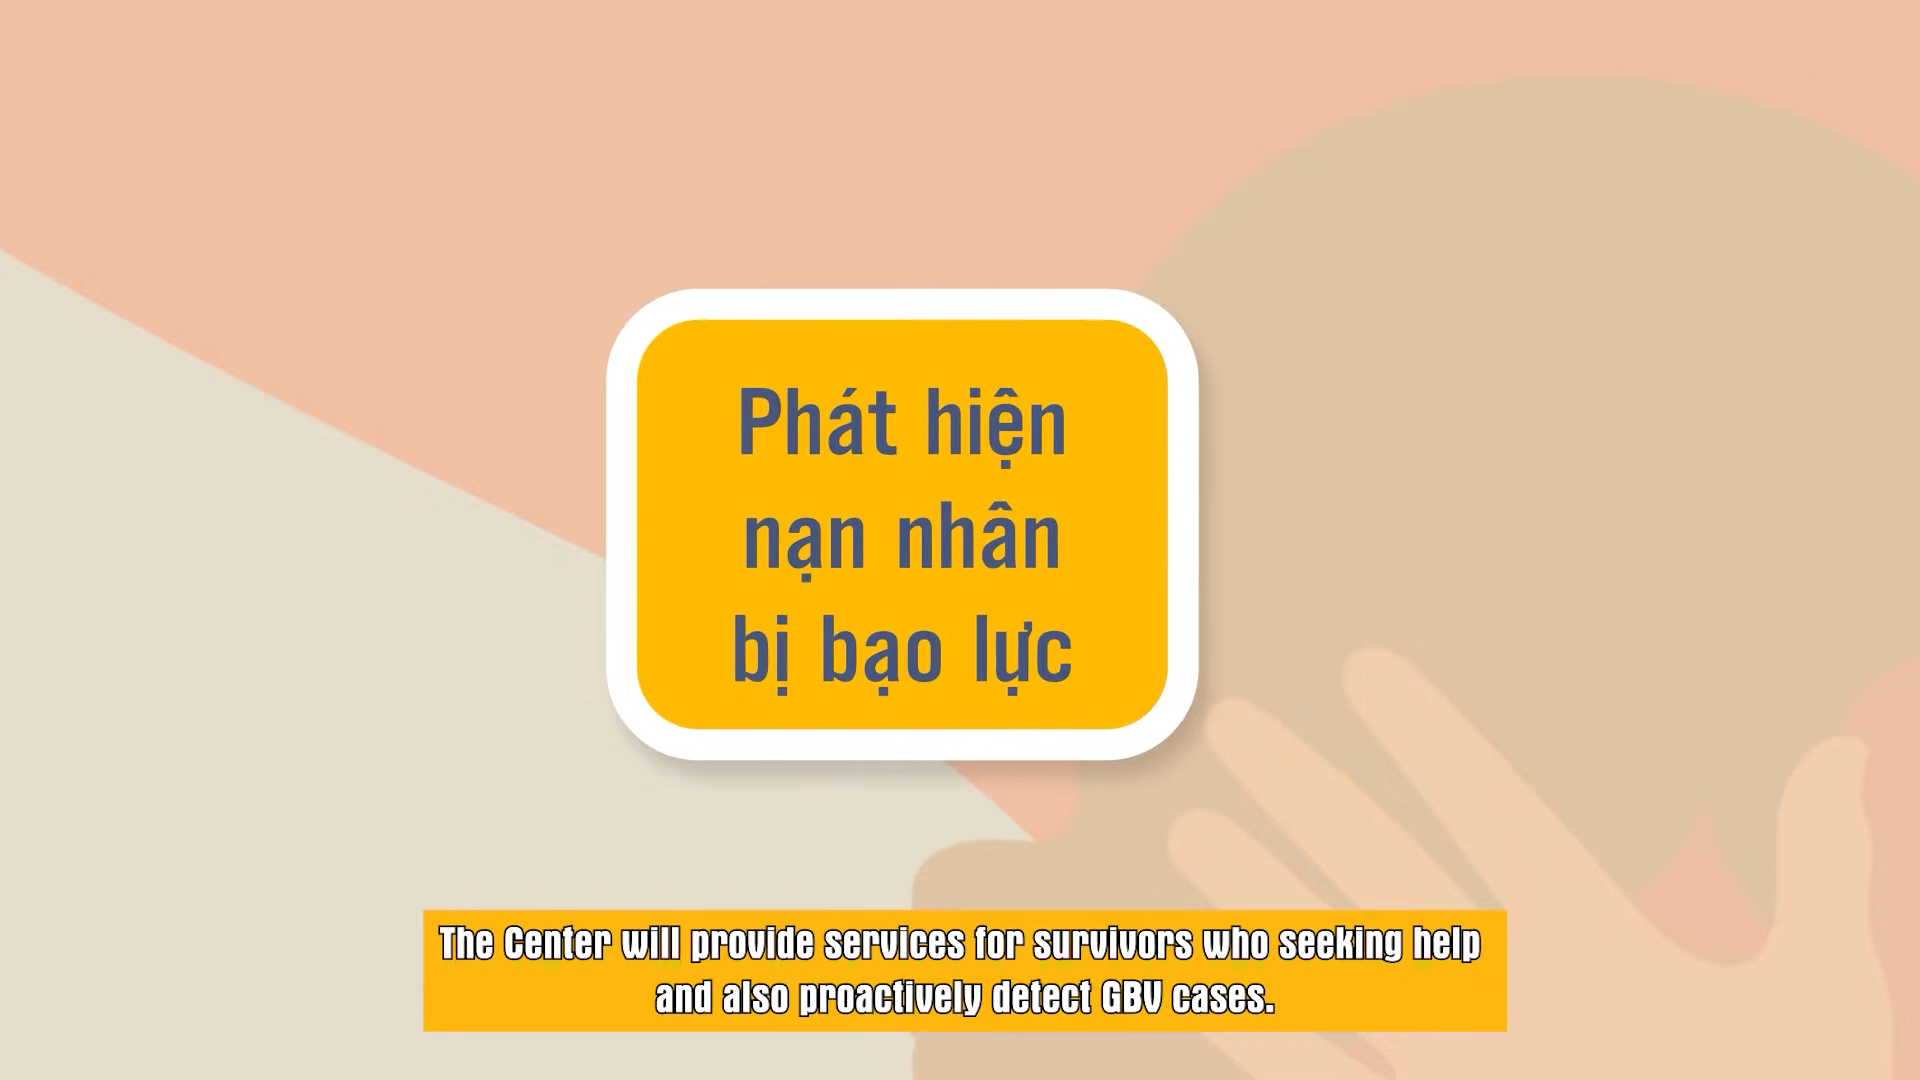 Phát hiện
nạn nhân
bị bạo lực
The Center will provide services for survivors who seeking help
and also proactively detect GBV cases.